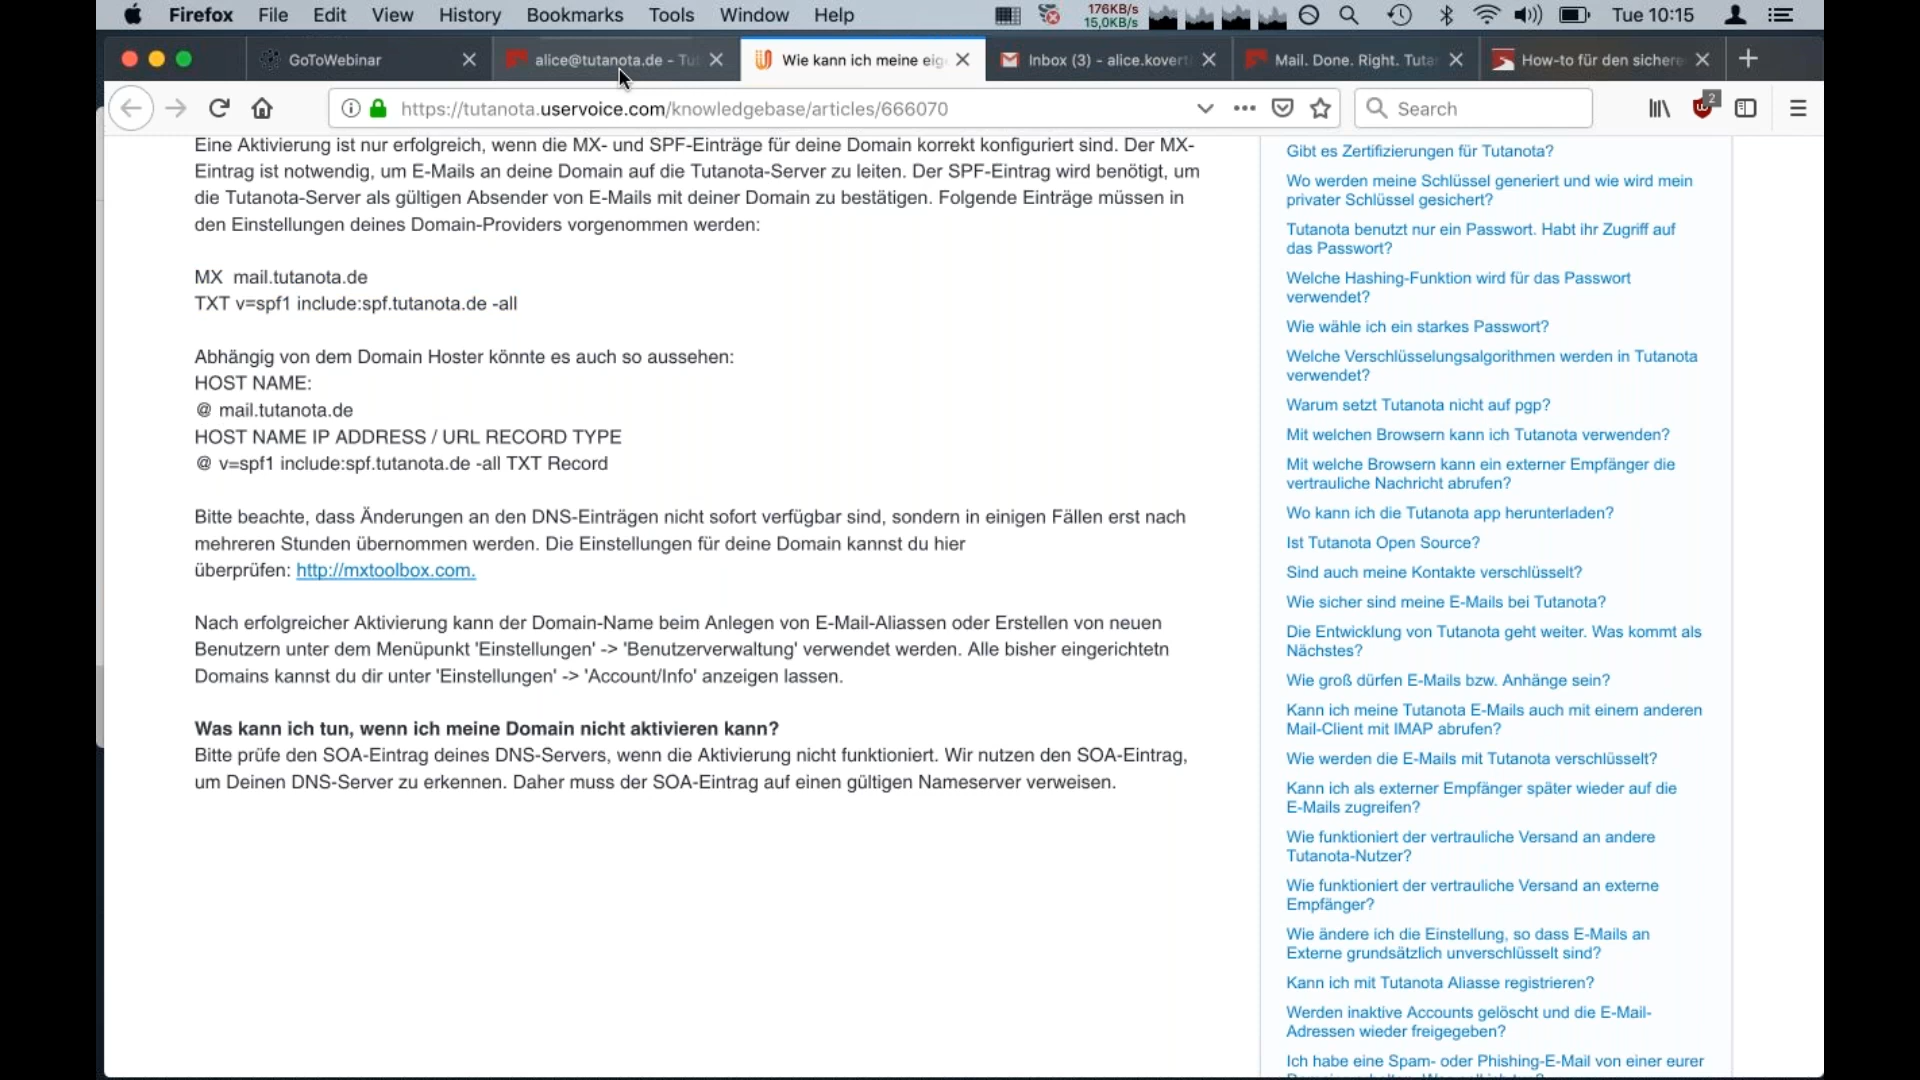 Firefox File Edit View History Bookmarks Tools Window Help 176KB/s 15,0KB/s Tue 10:15
GoToWebinar
alice@tutanota.de - Tut
Wie kann ich meine eige
Inbox (3) - alice.kovert
Mail. Done. Right. Tuta
How-to für den sichere
https://tutanota.uservoice.com/knowledgebase/articles/666070
Search
2
Eine Aktivierung ist nur erfolgreich, wenn die MX- und SPF-Einträge für deine Domain korrekt konfiguriert sind. Der MX-
Eintrag ist notwendig, um E-Mails an deine Domain auf die Tutanota-Server zu leiten. Der SPF-Eintrag wird benötigt, um
die Tutanota-Server als gültigen Absender von E-Mails mit deiner Domain zu bestätigen. Folgende Einträge müssen in
den Einstellungen deines Domain-Providers vorgenommen werden:
MX mail.tutanota.de
TXT v=spf1 include:spf.tutanota.de -all
Abhängig von dem Domain Hoster könnte es auch so aussehen:
HOST NAME:
@ mail.tutanota.de
HOST NAME IP ADDRESS / URL RECORD TYPE
@ v=spf1 include:spf.tutanota.de -all TXT Record
Bitte beachte, dass Änderungen an den DNS-Einträgen nicht sofort verfügbar sind, sondern in einigen Fällen erst nach
mehreren Stunden übernommen werden. Die Einstellungen für deine Domain kannst du hier
überprüfen: http://mxtoolbox.com.
Nach erfolgreicher Aktivierung kann der Domain-Name beim Anlegen von E-Mail-Aliassen oder Erstellen von neuen
Benutzern unter dem Menüpunkt 'Einstellungen' -> 'Benutzerverwaltung' verwendet werden. Alle bisher eingerichtetn
Domains kannst du dir unter 'Einstellungen' -> 'Account/Info' anzeigen lassen.
Was kann ich tun, wenn ich meine Domain nicht aktivieren kann?
Bitte prüfe den SOA-Eintrag deines DNS-Servers, wenn die Aktivierung nicht funktioniert. Wir nutzen den SOA-Eintrag,
um Deinen DNS-Server zu erkennen. Daher muss der SOA-Eintrag auf einen gültigen Nameserver verweisen.
Gibt es Zertifizierungen für Tutanota?
Wo werden meine Schlüssel generiert und wie wird mein
privater Schlüssel gesichert?
Tutanota benutzt nur ein Passwort. Habt ihr Zugriff auf
das Passwort?
Welche Hashing-Funktion wird für das Passwort
verwendet?
Wie wähle ich ein starkes Passwort?
Welche Verschlüsselungsalgorithmen werden in Tutanota
verwendet?
Warum setzt Tutanota nicht auf pgp?
Mit welchen Browsern kann ich Tutanota verwenden?
Mit welche Browsern kann ein externer Empfänger die
vertrauliche Nachricht abrufen?
Wo kann ich die Tutanota app herunterladen?
Ist Tutanota Open Source?
Sind auch meine Kontakte verschlüsselt?
Wie sicher sind meine E-Mails bei Tutanota?
Die Entwicklung von Tutanota geht weiter. Was kommt als
Nächstes?
Wie groß dürfen E-Mails bzw. Anhänge sein?
Kann ich meine Tutanota E-Mails auch mit einem anderen
Mail-Client mit IMAP abrufen?
Wie werden die E-Mails mit Tutanota verschlüsselt?
Kann ich als externer Empfänger später wieder auf die
E-Mails zugreifen?
Wie funktioniert der vertrauliche Versand an andere
Tutanota-Nutzer?
Wie funktioniert der vertrauliche Versand an externe
Empfänger?
Wie ändere ich die Einstellung, so dass E-Mails an
Externe grundsätzlich unverschlüsselt sind?
Kann ich mit Tutanota Aliasse registrieren?
Werden inaktive Accounts gelöscht und die E-Mail-
Adressen wieder freigegeben?
Ich habe eine Spam- oder Phishing-E-Mail von einer eurer